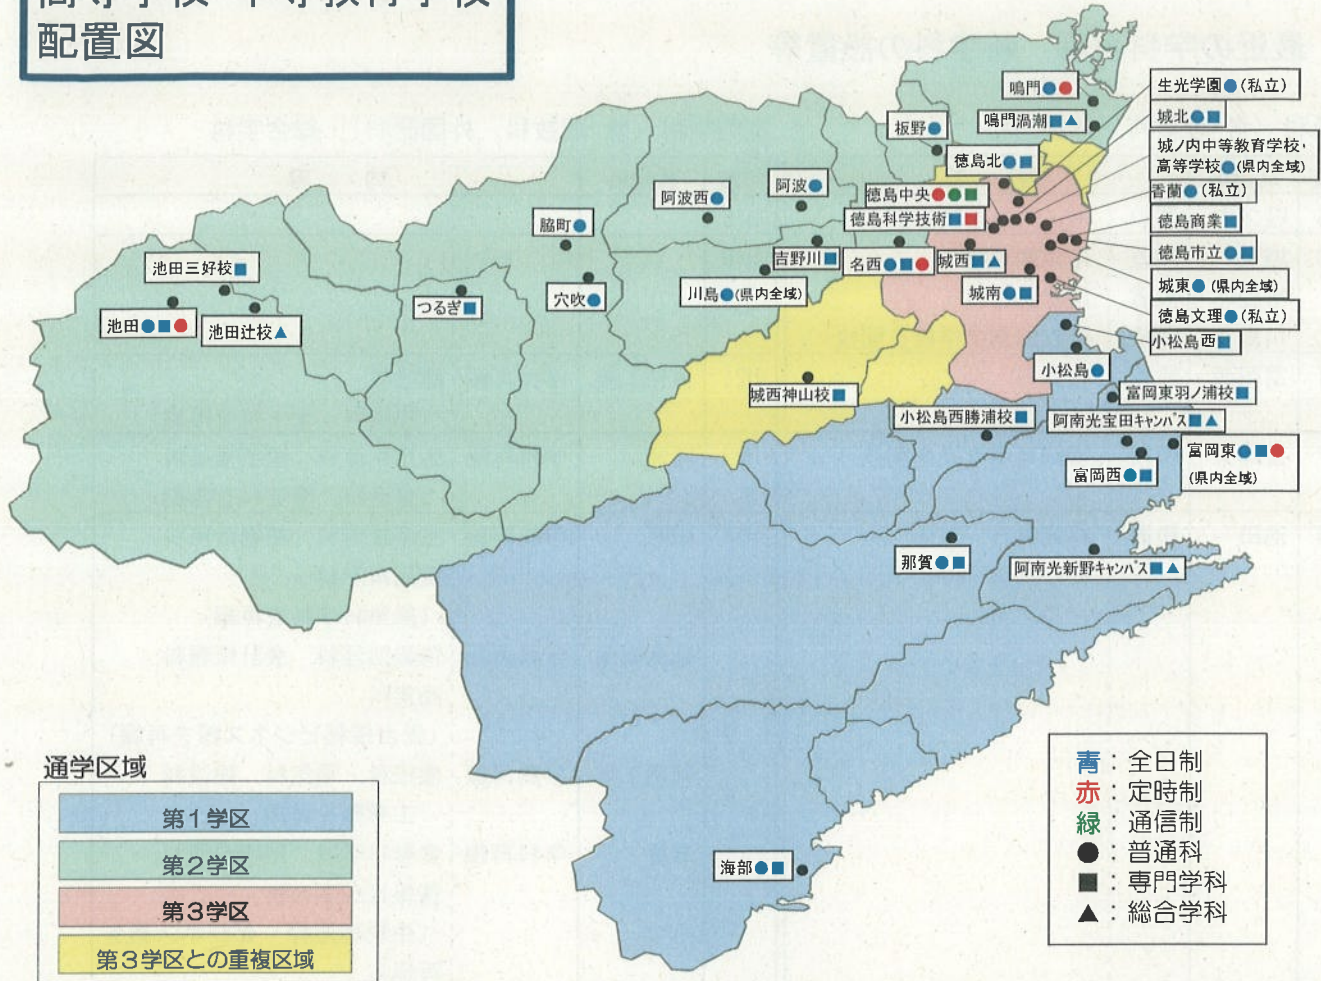 配置図
鳴門●●
鳴門渦潮■▲
板野●
徳島北●■
徳島中央●●■
徳島科学技術■■
阿波西●
阿波●
脇町●
吉野川■
名西●■●
城西■▲
池田三好校■
つるぎ■
穴吹●
川島●(県内全域)
城南●■
池田●■●
池田辻校▲
生光学園●(私立)
城北●■
城ノ内中等教育学校・
高等学校●(県内全域)
香蘭●(私立)
徳島商業■
徳島市立●■
城東●(県内全域)
徳島文理●(私立)
小松島西■
小松島●
城西神山校■
富岡東羽ノ浦校■
小松島西勝浦校■
阿南光宝田キャンパス■▲
富岡東●■●
(県内全域)
富岡西●■
那賀●■
阿南光新野キャンパス■▲
海部●■
通学区域
第1学区
第2学区
第3学区
第3学区との重複区域
青：全日制
赤：定時制
緑：通信制
●：普通科
■：専門学科
▲：総合学科